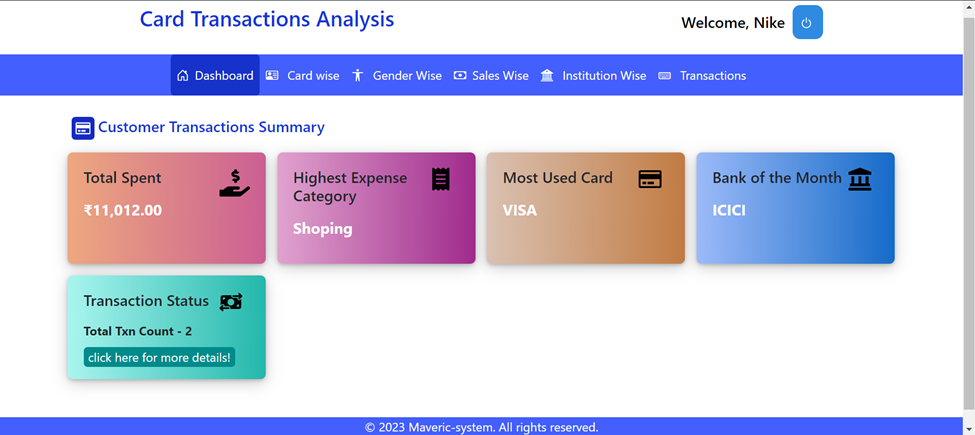 Card Transactions Analysis
Welcome, Nike
Dashboard Card wise Gender Wise Sales Wise Institution Wise Transactions
Customer Transactions Summary
Total Spent
₹11,012.00
Highest Expense
Category
Shoping
Most Used Card
VISA
Bank of the Month
ICICI
Transaction Status
Total Txn Count - 2
click here for more details!
© 2023 Maveric-system. All rights reserved.